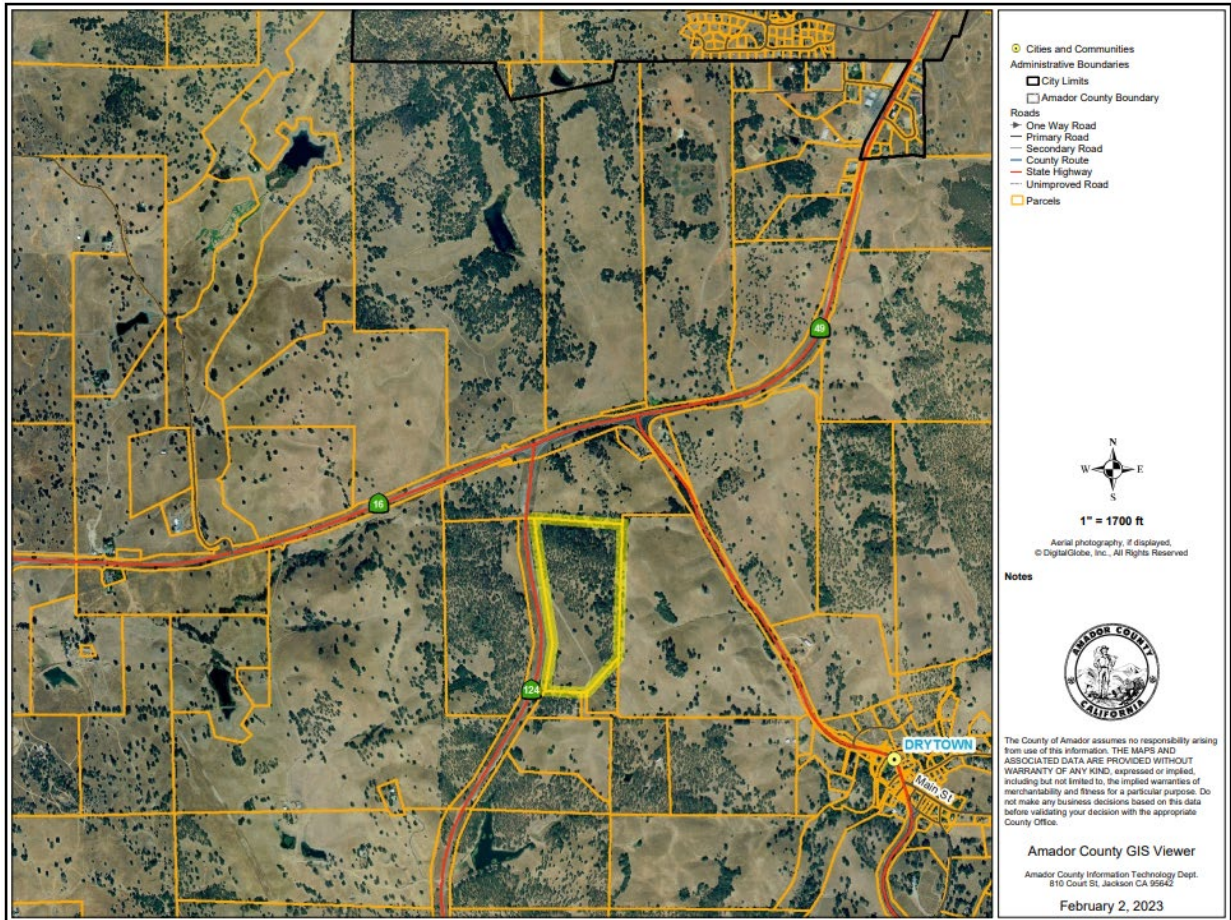 Cities and Communities
Administrative Boundaries
City Limits
Amador County Boundary
Roads
One Way Road
Primary Road
Secondary Road
County Route
State Highway
Unimproved Road
Parcels
49
16
124
DRYTOWN
Main St
N
W E
S
1" = 1700 ft
Aerial photography, if displayed,
© DigitalGlobe, Inc., All Rights Reserved
Notes
AMADOR COUNTY
CALIFORNIA
The County of Amador assumes no responsibility arising
from use of this information. THE MAPS AND
ASSOCIATED DATA ARE PROVIDED WITHOUT
WARRANTY OF ANY KIND, expressed or implied,
including but not limited to, the implied warranties of
merchantability and fitness for a particular purpose. Do
not make any business decisions based on this data
before validating your decision with the appropriate
County Office.
Amador County GIS Viewer
Amador County Information Technology Dept.
810 Court St, Jackson CA 95642
February 2, 2023